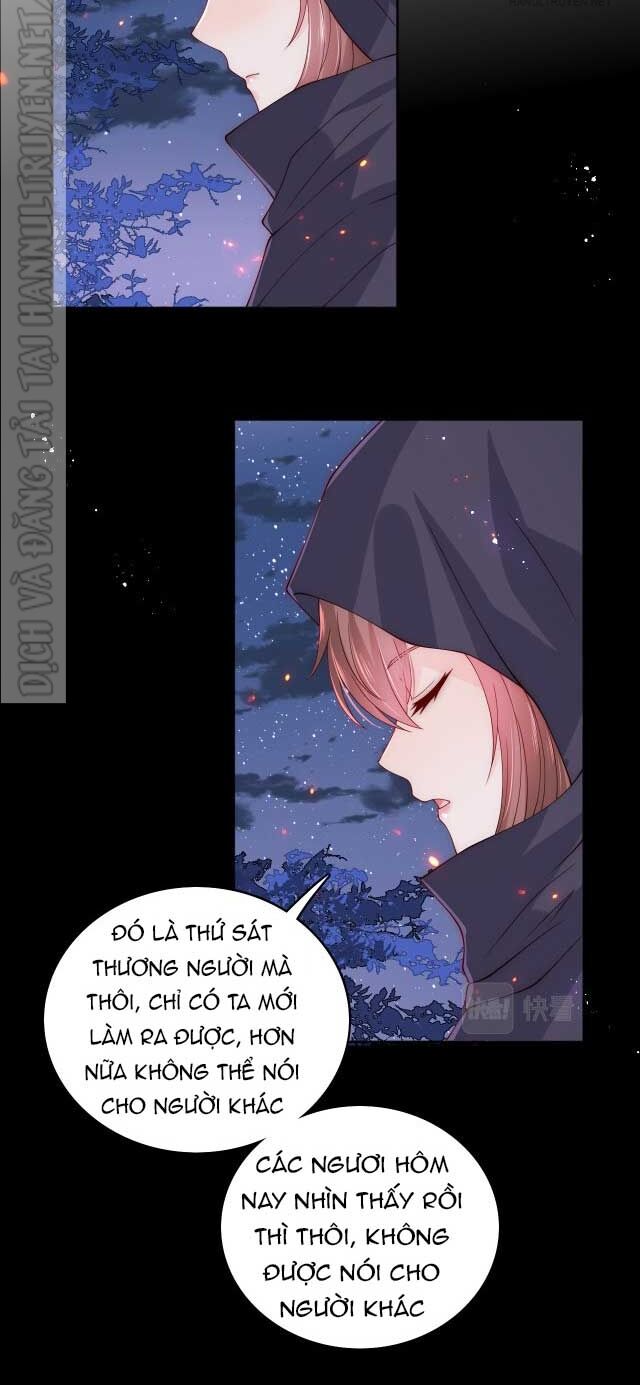 HANULTRUYEN.NET
DỊCH VÀ ĐĂNG TẢI TẠI HANNULTRUYEN.NET
ĐÓ LÀ THỨ SÁT
THƯƠNG NGƯỜI MÀ
THÔI, CHỈ CÓ TA MỚI
LÀM RA ĐƯỢC, HƠN
NỮA KHÔNG THỂ NÓI
CHO NGƯỜI KHÁC
快看
CÁC NGƯƠI HÔM
NAY NHÌN THẤY RỒI
THÌ THÔI, KHÔNG
ĐƯỢC NÓI CHO
NGƯỜI KHÁC